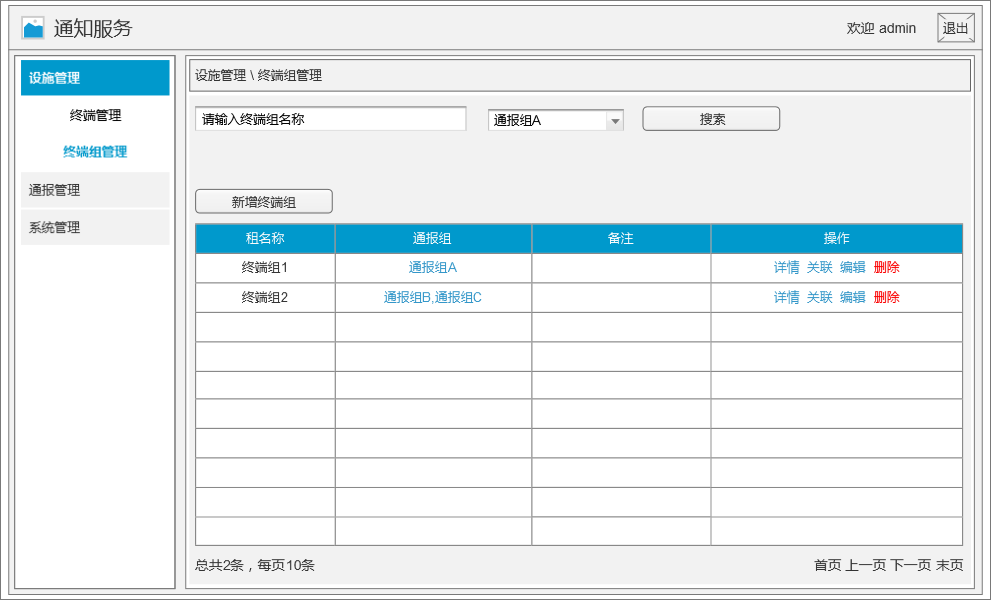 通知服务
欢迎 admin
退出
设施管理
终端管理
终端组管理
通报管理
系统管理
设施管理 \ 终端组管理
请输入终端组名称
通报组A
搜索
新增终端组
租名称 通报组 备注 操作
终端组1 通报组A 详情 关联 编辑 删除
终端组2 通报组B,通报组C 详情 关联 编辑 删除
总共2条，每页10条
首页 上一页 下一页 末页